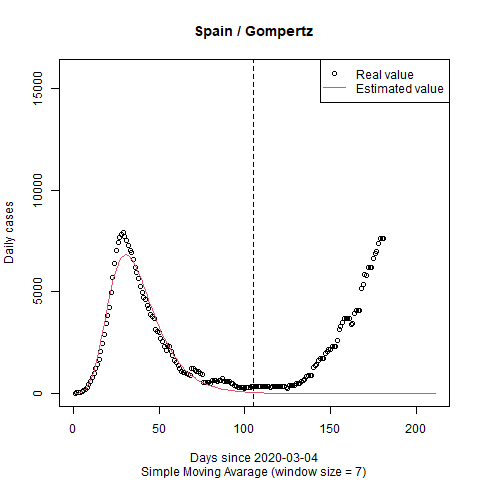 Spain / Gompertz
Real value
Estimated value
Daily cases
15000
10000
5000
0
0 50 100 150 200
Days since 2020-03-04
Simple Moving Avarage (window size = 7)